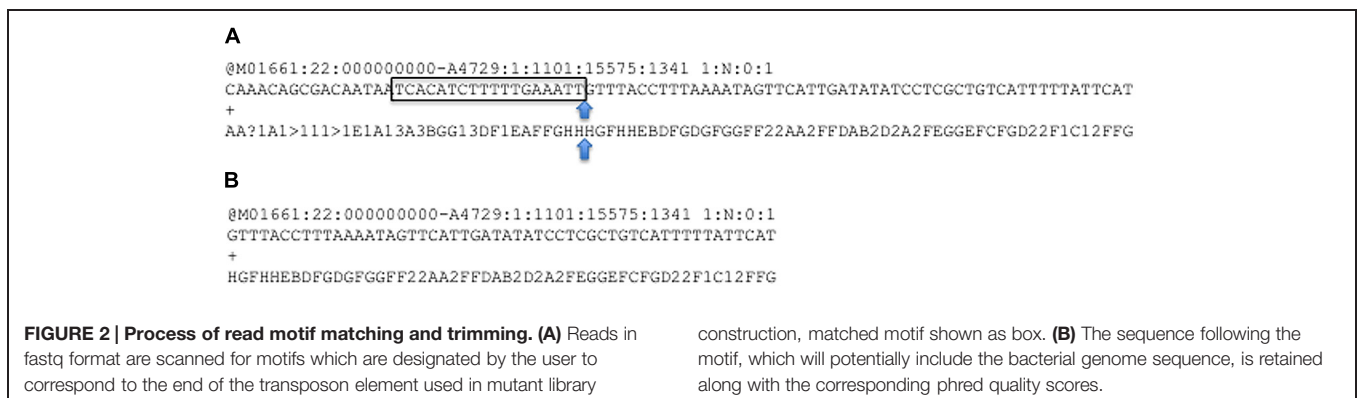 A
@M01661:22:000000000-A4729:1:1101:15575:1341 1:N:0:1
CAAACAGCGACAATAATCACATCTTTTTGAAATTGTTTACCTTTAAAATAGTTCATTGATATATCCTCGCTGTCATTTTTATTCAT
+
AA?1A1>111>1E1A13A3BGG13DF1EAFFGHHHGFHHEBDFGDGFGGFF22AA2FFDAB2D2A2FEGGEFCFGD22F1C12FFG
B
@M01661:22:000000000-A4729:1:1101:15575:1341 1:N:0:1
GTTTACCTTTAAAATAGTTCATTGATATATCCTCGCTGTCATTTTTATTCAT
+
HGFHHEBDFGDGFGGFF22AA2FFDAB2D2A2FEGGEFCFGD22F1C12FFG
FIGURE 2 | Process of read motif matching and trimming. (A) Reads in
fastq format are scanned for motifs which are designated by the user to
correspond to the end of the transposon element used in mutant library
construction, matched motif shown as box. (B) The sequence following the
motif, which will potentially include the bacterial genome sequence, is retained
along with the corresponding phred quality scores.